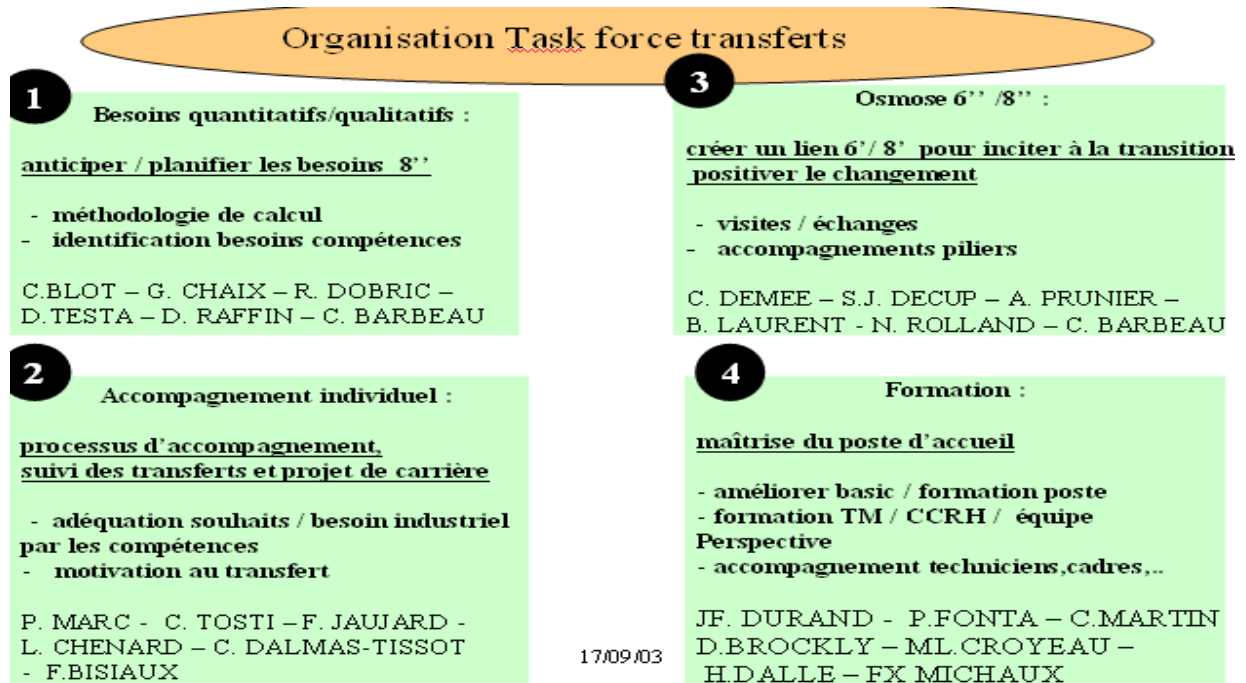 Organisation Task force transferts
1
Besoins quantitatifs/qualitatifs :
anticiper / planifier les besoins 8’’
- méthodologie de calcul
- identification besoins compétences
C.BLOT – G. CHAIX – R. DOBRIC –
D.TESTA – D. RAFFIN – C. BARBEAU
2
Accompagnement individuel :
processus d’accompagnement,
suivi des transferts et projet de carrière
- adéquation souhaits / besoin industriel
par les compétences
- motivation au transfert
P. MARC - C. TOSTI – F. JAUJARD -
L. CHENARD – C. DALMAS-TISSOT
- F.BISIAUX
3
Osmose 6’’ /8’’ :
créer un lien 6’/ 8’ pour inciter à la transition
positiver le changement
- visites / échanges
- accompagnements piliers
C. DEMEE – S.J. DECUP – A. PRUNIER –
B. LAURENT - N. ROLLAND – C. BARBEAU
4
Formation :
maîtrise du poste d’accueil
- améliorer basic / formation poste
- formation TM / CCRH / équipe
Perspective
- accompagnement techniciens,cadres,..
JF. DURAND - P.FONTA – C.MARTIN
D.BROCKLY – ML.CROYEAU –
H.DALLE – FX MICHAUX
17/09/03